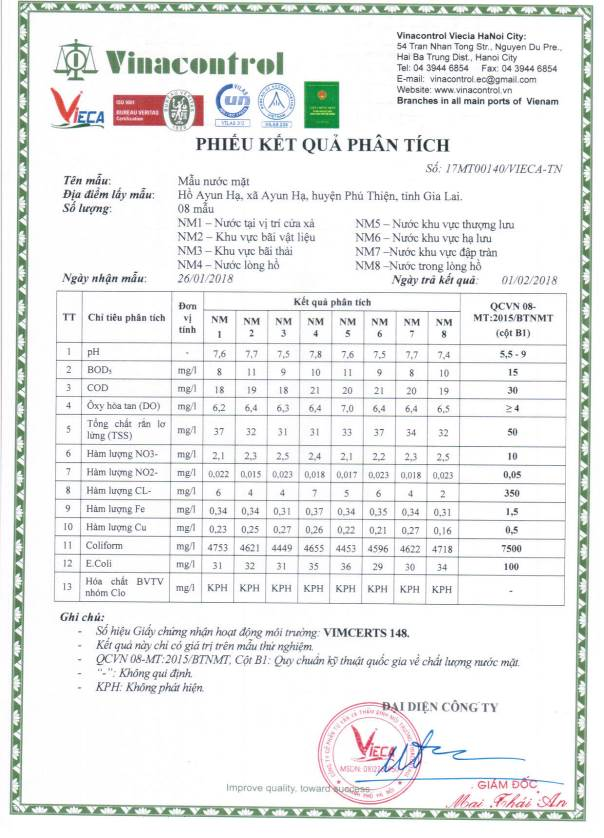 Vinacontrol
Vinacontrol Viecia HaNoi City:
54 Tran Nhan Tong Str., Nguyen Du Pre.,
Hai Ba Trung Dist., Hanoi City
Tel: 04 3944 6854 Fax: 04 3944 6854
E-mail: vinacontrol.ec@gmail.com
Website: www.vinacontrol.vn
Branches in all main ports of Vienam
VIECA
ISO 9001
BUREAU VERITAS
Certification
PHIẾU KẾT QUẢ PHÂN TÍCH
Số: 17MT00140/VIECA-TN
Tên mẫu: Mẫu nước mặt
Địa điểm lấy mẫu: Hồ Ayun Hạ, xã Ayun Hạ, huyện Phú Thiện, tỉnh Gia Lai.
Số lượng: 08 mẫu
NM1 – Nước tại vị trí cửa xả NM5 – Nước khu vực thượng lưu
NM2 – Khu vực bãi vật liệu NM6 – Nước khu vực hạ lưu
NM3 – Khu vực bãi thải NM7 –Nước khu vực đập tràn
NM4 – Nước lòng hồ NM8 –Nước trong lòng hồ
Ngày nhận mẫu: 26/01/2018 Ngày trả kết quả: 01/02/2018
TT Chỉ tiêu phân tích Đơn vị tính Kết quả phân tích QCVN 08-MT:2015/BTNMT (cột B1)
NM 1 NM 2 NM 3 NM 4 NM 5 NM 6 NM 7 NM 8
1 pH - 7,6 7,7 7,5 7,8 7,6 7,5 7,7 7,4 5,5 - 9
2 BOD5 mg/l 8 11 9 10 11 9 8 10 15
3 COD mg/l 18 19 18 21 20 21 20 19 30
4 Ôxy hòa tan (DO) mg/l 6,2 6,4 6,3 6,4 7,0 6,4 6,4 6,5 ≥ 4
5 Tổng chất rắn lơ lửng (TSS) mg/l 37 32 31 31 33 37 34 32 50
6 Hàm lượng NO3- mg/l 2,1 2,3 2,5 2,4 2,1 2,2 2,3 2,5 10
7 Hàm lượng NO2- mg/l 0,022 0,015 0,023 0,018 0,017 0,023 0,018 0,023 0,05
8 Hàm lượng CL- mg/l 6 4 4 7 5 6 4 2 350
9 Hàm lượng Fe mg/l 0,34 0,34 0,31 0,37 0,34 0,35 0,34 0,31 1,5
10 Hàm lượng Cu mg/l 0,23 0,25 0,27 0,26 0,22 0,21 0,27 0,16 0,5
11 Coliform mg/l 4753 4621 4449 4655 4453 4596 4622 4718 7500
12 E.Coli mg/l 31 32 31 35 36 29 30 34 100
13 Hóa chất BVTV nhóm Clo mg/l KPH KPH KPH KPH KPH KPH KPH KPH -
Ghi chú:
- Số hiệu Giấy chứng nhận hoạt động môi trường: VIMCERTS 148.
- Kết quả này chỉ có giá trị trên mẫu thử nghiệm.
- QCVN 08-MT:2015/BTNMT, Cột B1: Quy chuẩn kỹ thuật quốc gia về chất lượng nước mặt.
- "-": Không qui định.
- KPH: Không phát hiện.
ĐẠI DIỆN CÔNG TY
VIECA
GIÁM ĐỐC
Mai Thái An
Improve quality, toward success